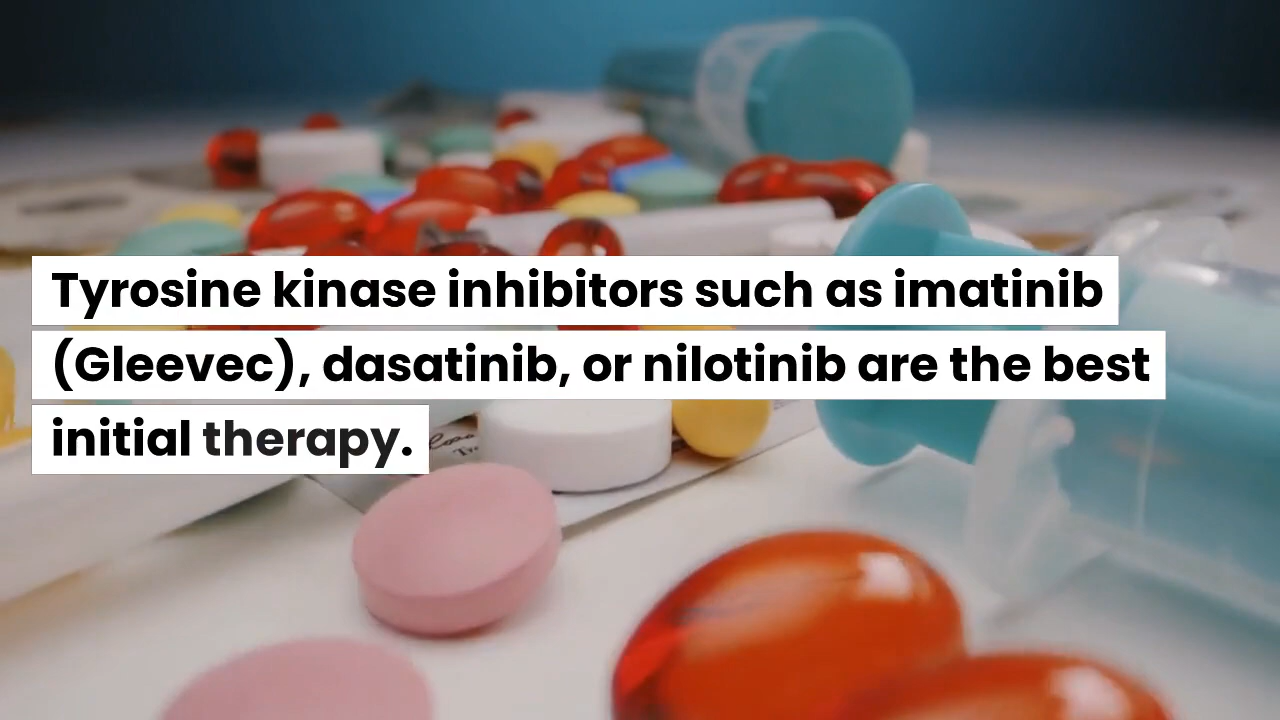 Tyrosine kinase inhibitors such as imatinib
(Gleevec), dasatinib, or nilotinib are the best
initial therapy.